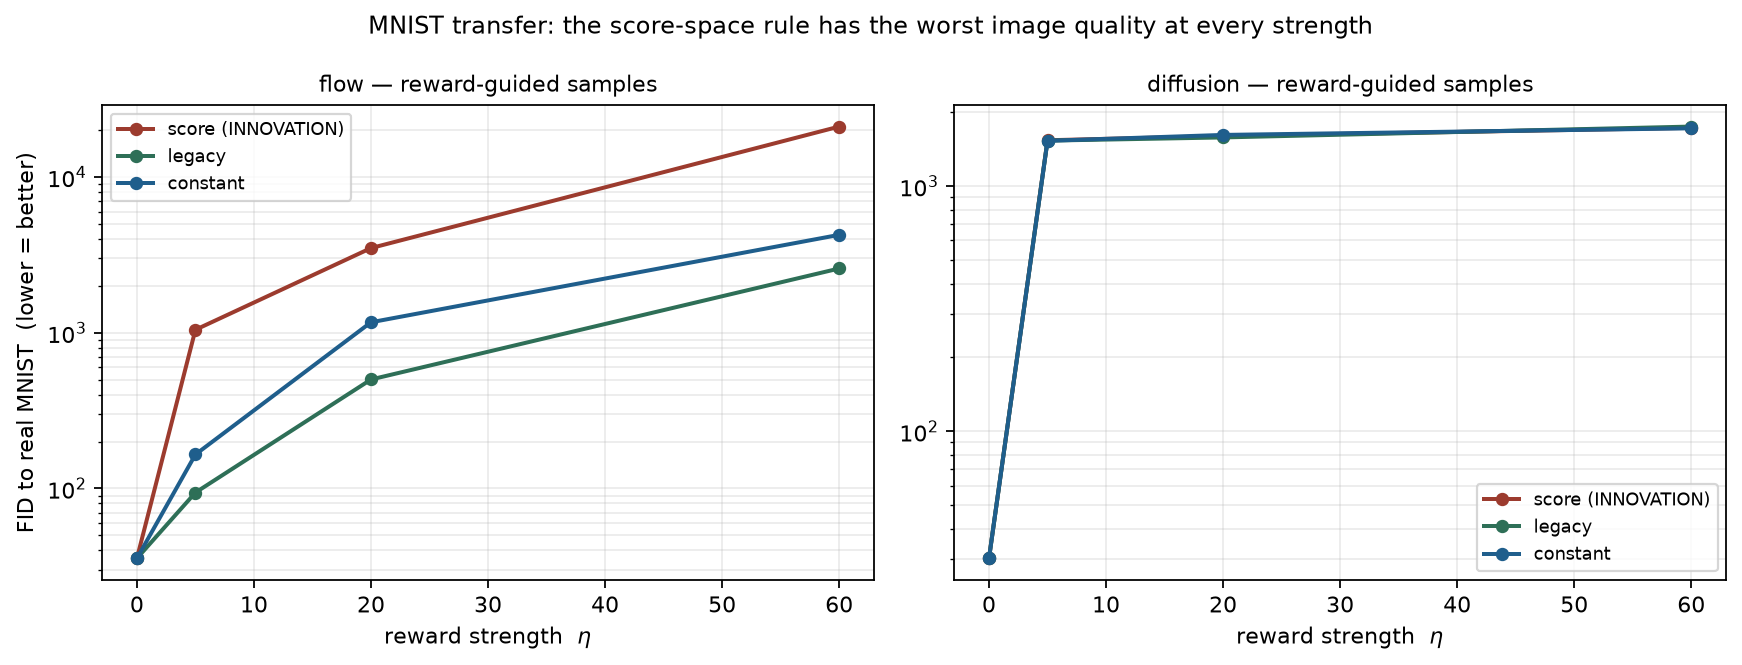 MNIST transfer: the score-space rule has the worst image quality at every strength
flow — reward-guided samples
FID to real MNIST (lower = better)
10^4
10^3
10^2
score (INNOVATION)
legacy
constant
0 10 20 30 40 50 60
reward strength η
diffusion — reward-guided samples
10^3
10^2
score (INNOVATION)
legacy
constant
0 10 20 30 40 50 60
reward strength η